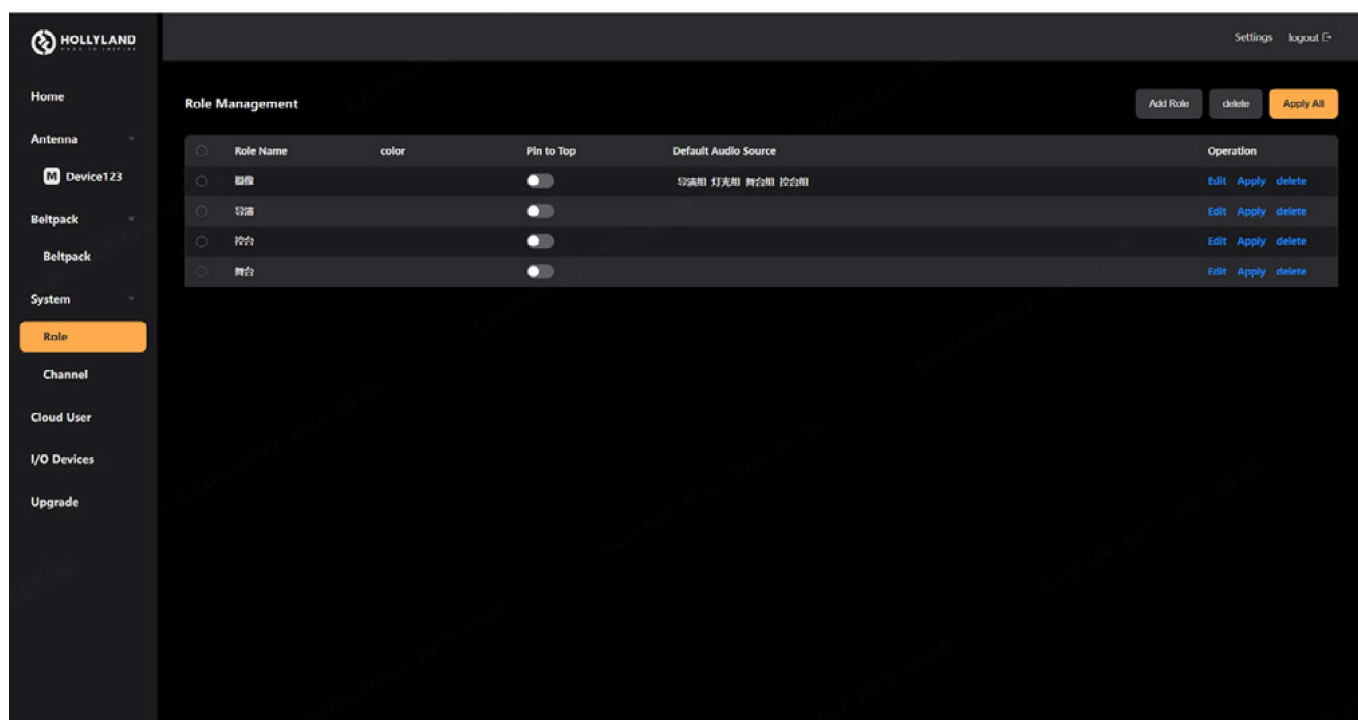 HOLLYLAND
Settings logout
Home
Role Management
Add Role delete Apply All
Antenna
Role Name color Pin to Top Default Audio Source Operation
M Device123
摄像 导演组 灯光组 舞台组 控台组 Edit Apply delete
导演 Edit Apply delete
Beltpack
控台 Edit Apply delete
Beltpack
舞台 Edit Apply delete
System
Role
Channel
Cloud User
I/O Devices
Upgrade